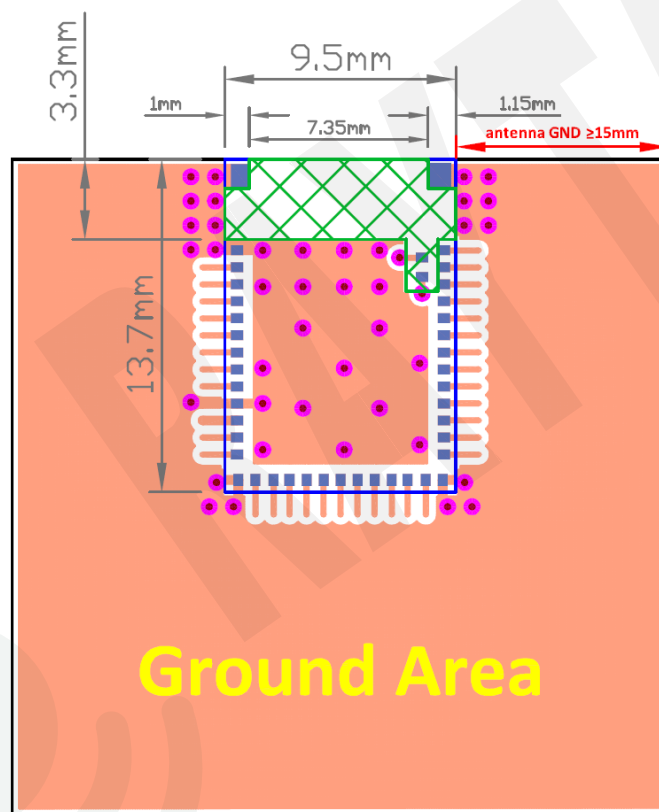 9.5mm
3.3mm
1mm
7.35mm
1.15mm
antenna GND ≥15mm
13.7mm
Ground Area